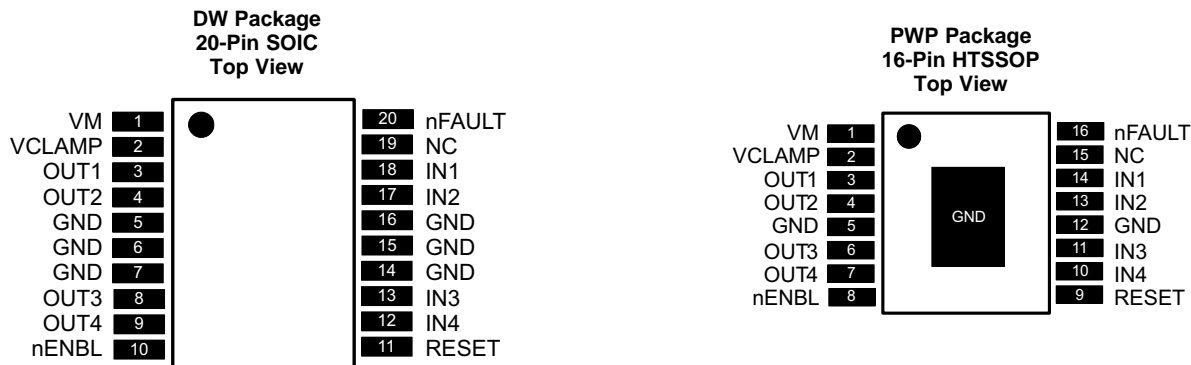 DW Package
20-Pin SOIC
Top View
VM 1
VCLAMP 2
OUT1 3
OUT2 4
GND 5
GND 6
GND 7
OUT3 8
OUT4 9
nENBL 10
20 nFAULT
19 NC
18 IN1
17 IN2
16 GND
15 GND
14 GND
13 IN3
12 IN4
11 RESET
PWP Package
16-Pin HTSSOP
Top View
VM 1
VCLAMP 2
OUT1 3
OUT2 4
GND 5
OUT3 6
OUT4 7
nENBL 8
GND
16 nFAULT
15 NC
14 IN1
13 IN2
12 GND
11 IN3
10 IN4
9 RESET